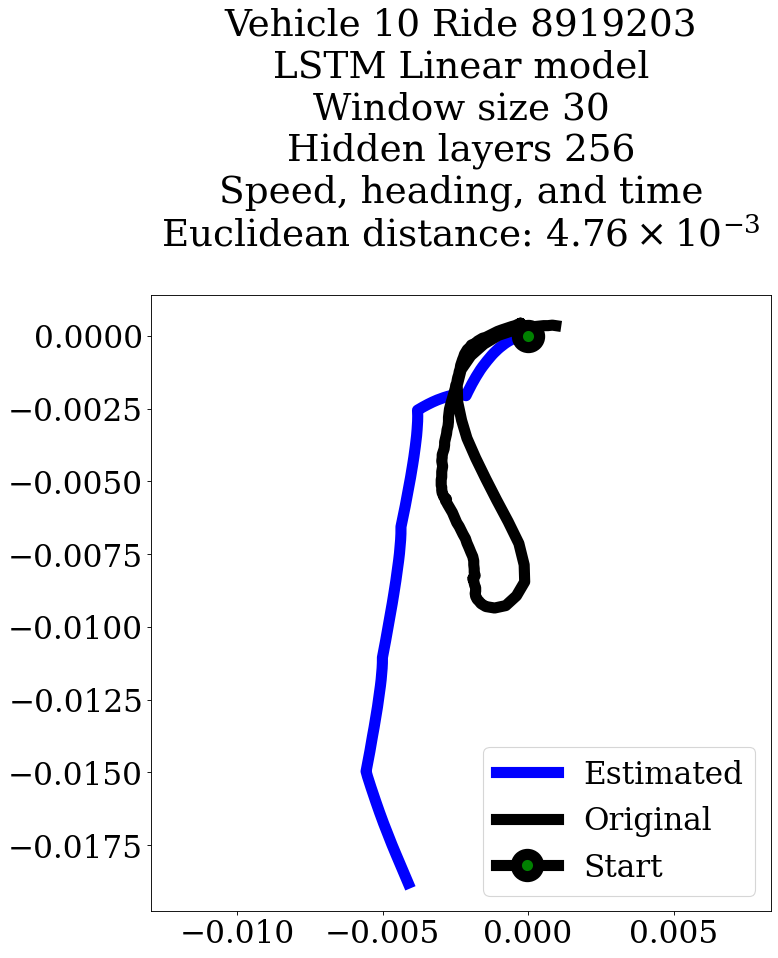 Vehicle 10 Ride 8919203
LSTM Linear model
Window size 30
Hidden layers 256
Speed, heading, and time
Euclidean distance: 4.76 × 10⁻³
0.0000
−0.0025
−0.0050
−0.0075
−0.0100
−0.0125
−0.0150
−0.0175
Estimated
Original
Start
−0.010 −0.005 0.000 0.005